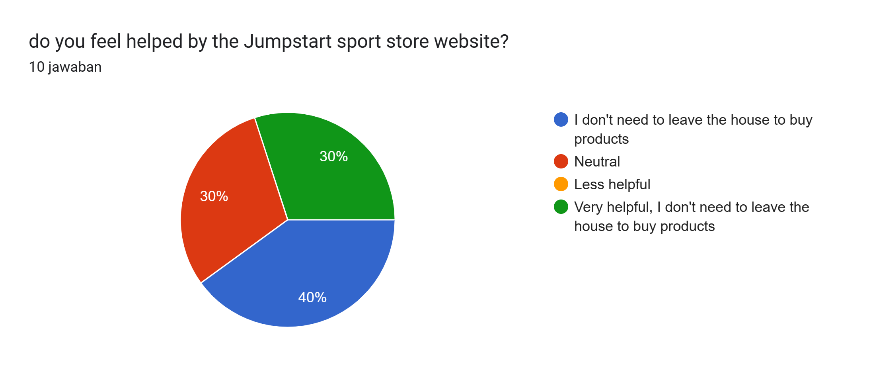 do you feel helped by the Jumpstart sport store website?
10 jawaban
I don't need to leave the house to buy
products
Neutral
Less helpful
Very helpful, I don't need to leave the
house to buy products
30%
30%
40%